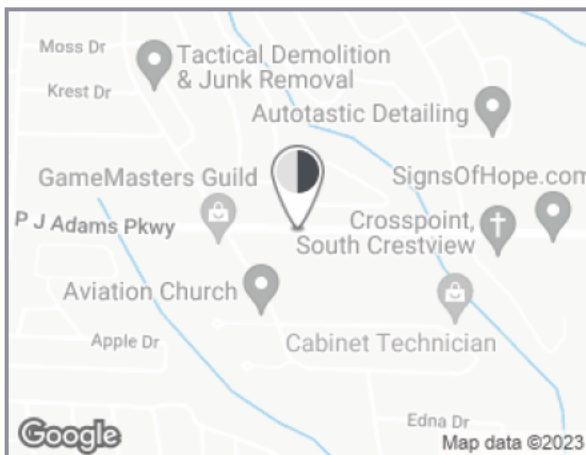 Moss Dr
Tactical Demolition
& Junk Removal
Krest Dr
Autotastic Detailing
GameMasters Guild
SignsOfHope.com
P J Adams Pkwy
Crosspoint,
South Crestview
Aviation Church
Apple Dr
Cabinet Technician
Edna Dr
Google
Map data ©2023